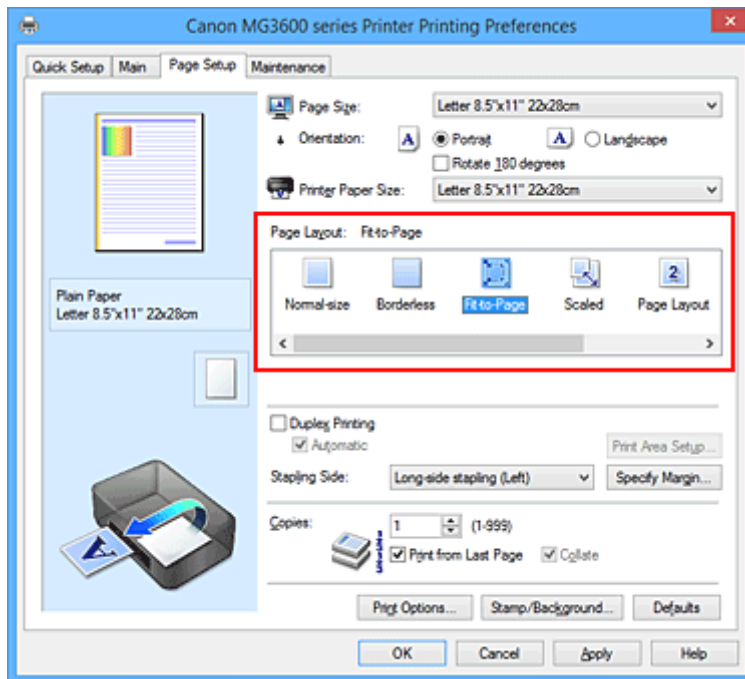 Canon MG3600 series Printer Printing Preferences
Quick Setup Main Page Setup Maintenance
Page Size: Letter 8.5"x11" 22x28cm
Orientation: A Portrait A Landscape
Rotate 180 degrees
Printer Paper Size: Letter 8.5"x11" 22x28cm
Page Layout: Fit-to-Page
2
Normal-size Borderless Fit-to-Page Scaled Page Layout
Plain Paper
Letter 8.5"x11" 22x28cm
Duplex Printing
Automatic
Print Area Setup...
Stapling Side: Long-side stapling (Left) Specify Margin...
Copies: 1 (1-999)
Print from Last Page Collate
A
Print Options... Stamp/Background... Defaults
OK Cancel Apply Help